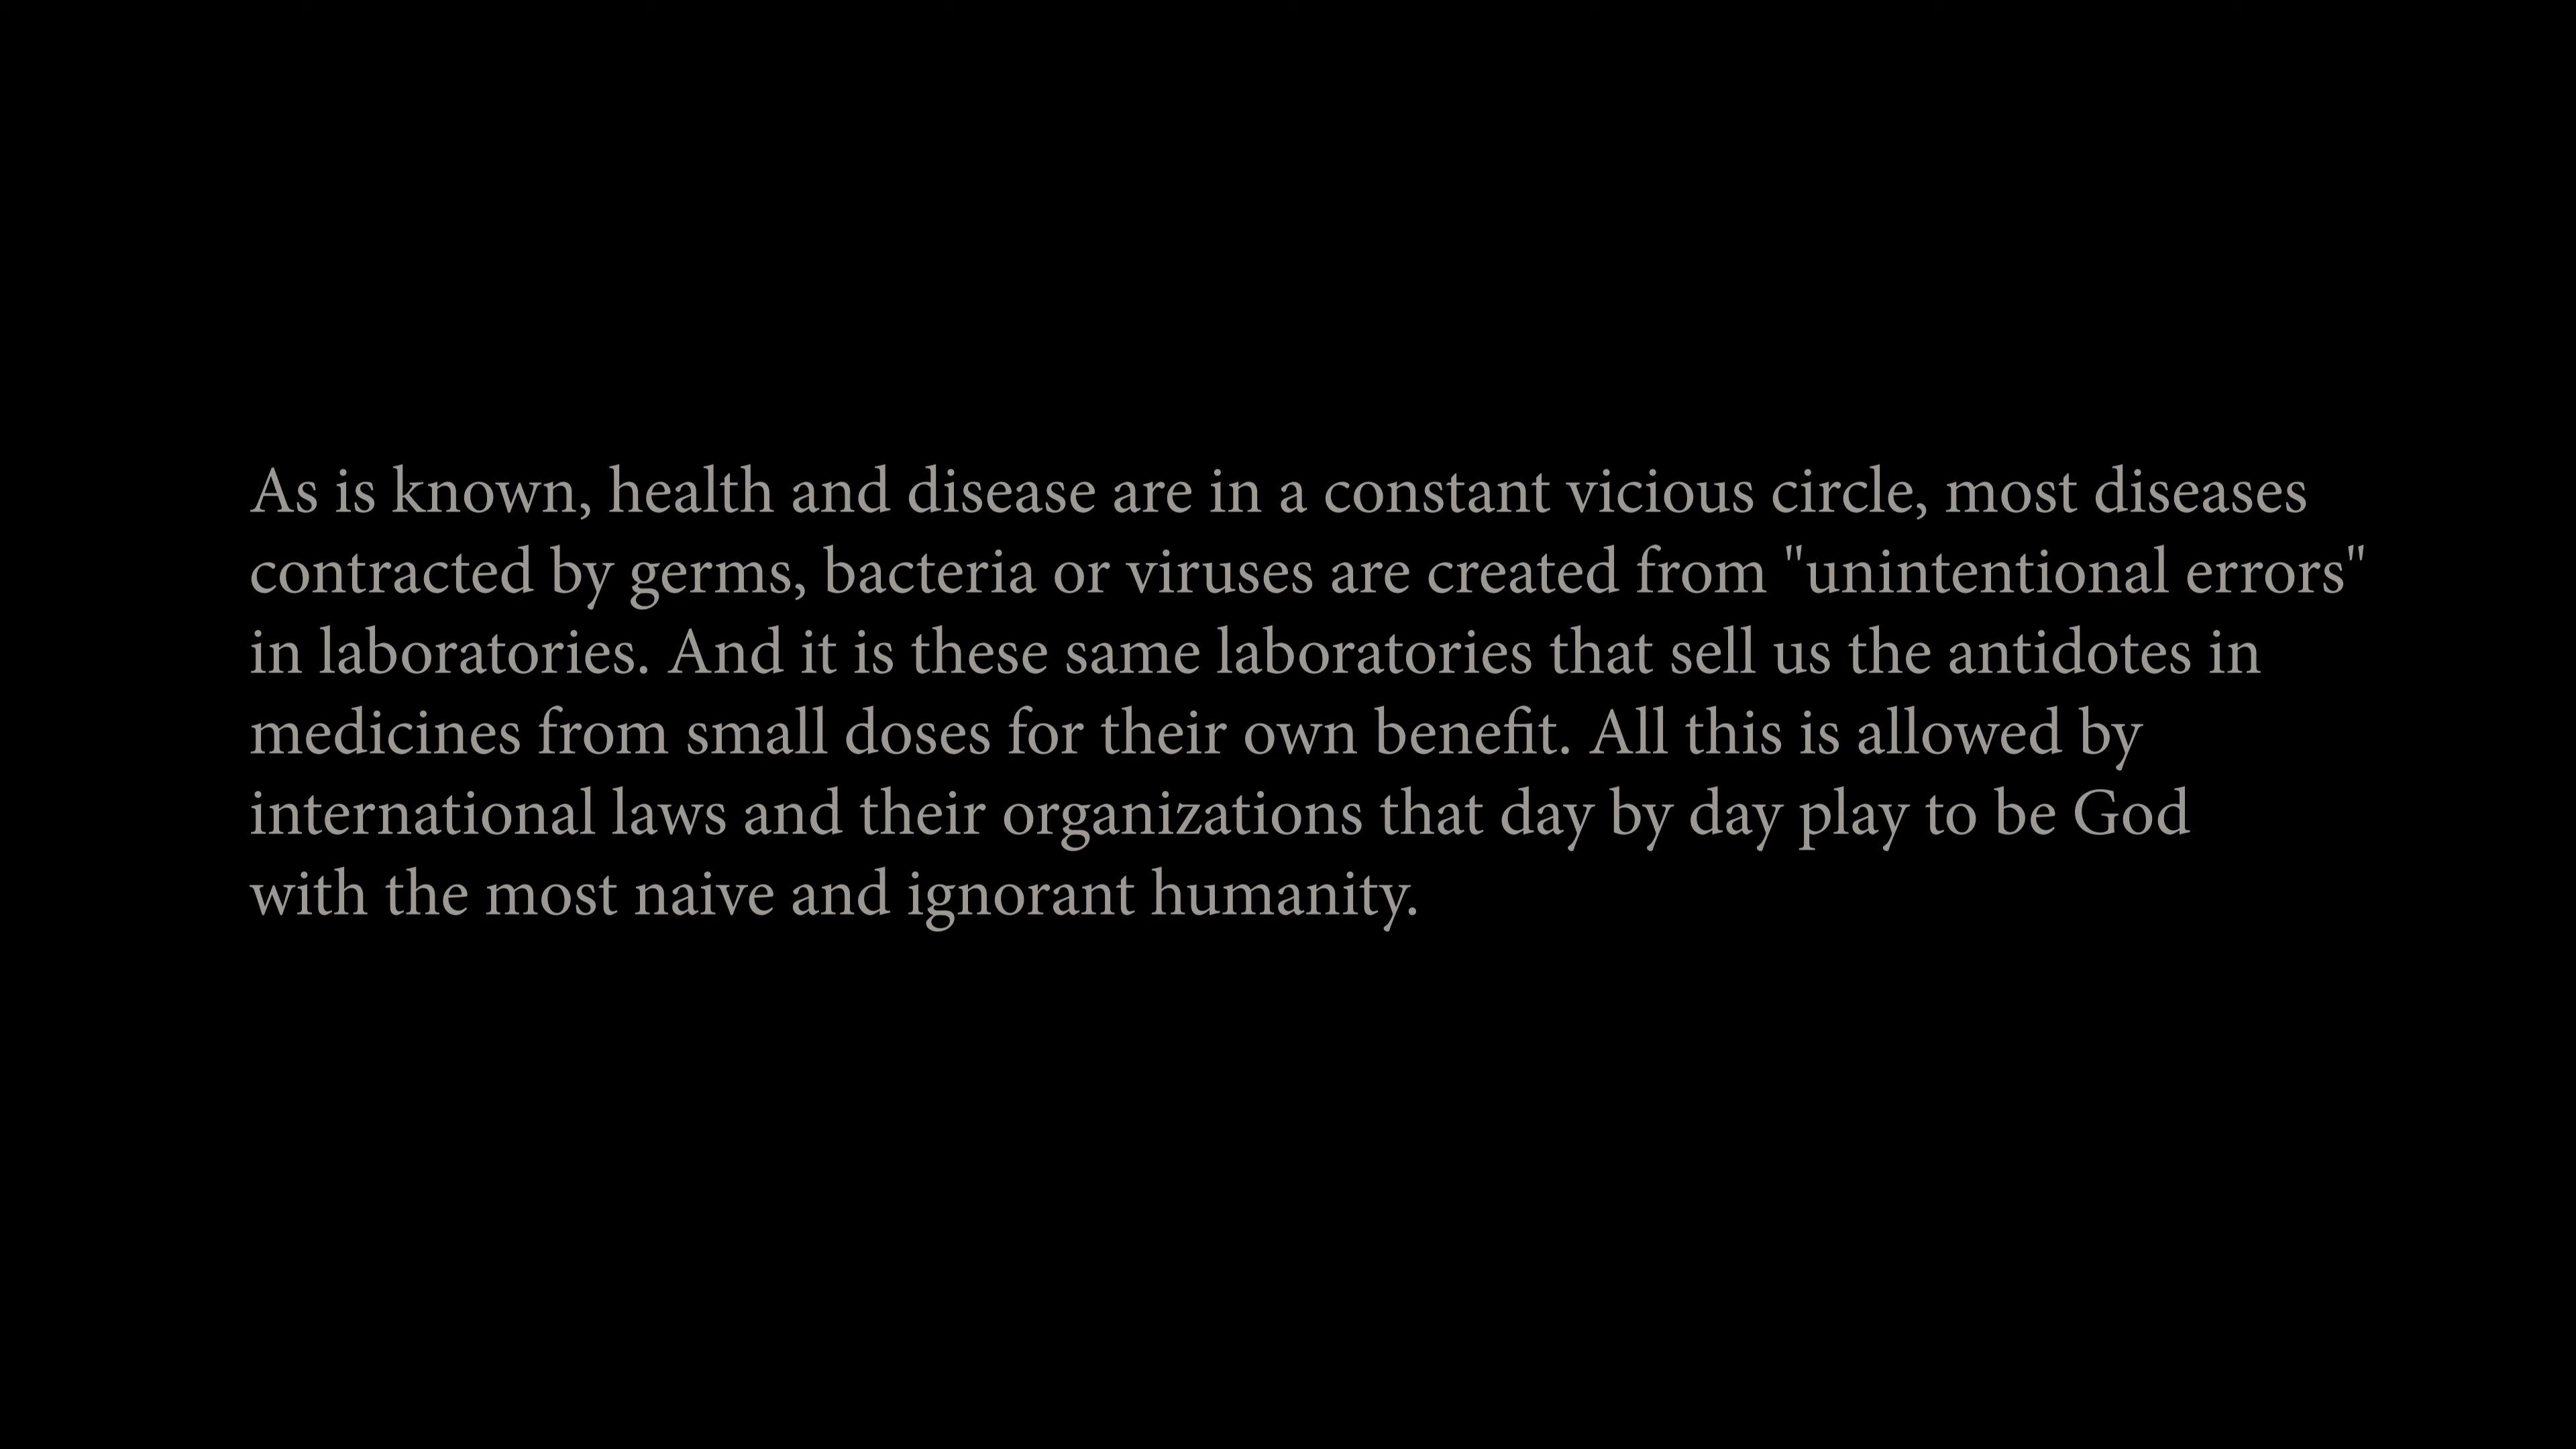 As is known, health and disease are in a constant vicious circle, most diseases
contracted by germs, bacteria or viruses are created from "unintentional errors"
in laboratories. And it is these same laboratories that sell us the antidotes in
medicines from small doses for their own benefit. All this is allowed by
international laws and their organizations that day by day play to be God
with the most naive and ignorant humanity.